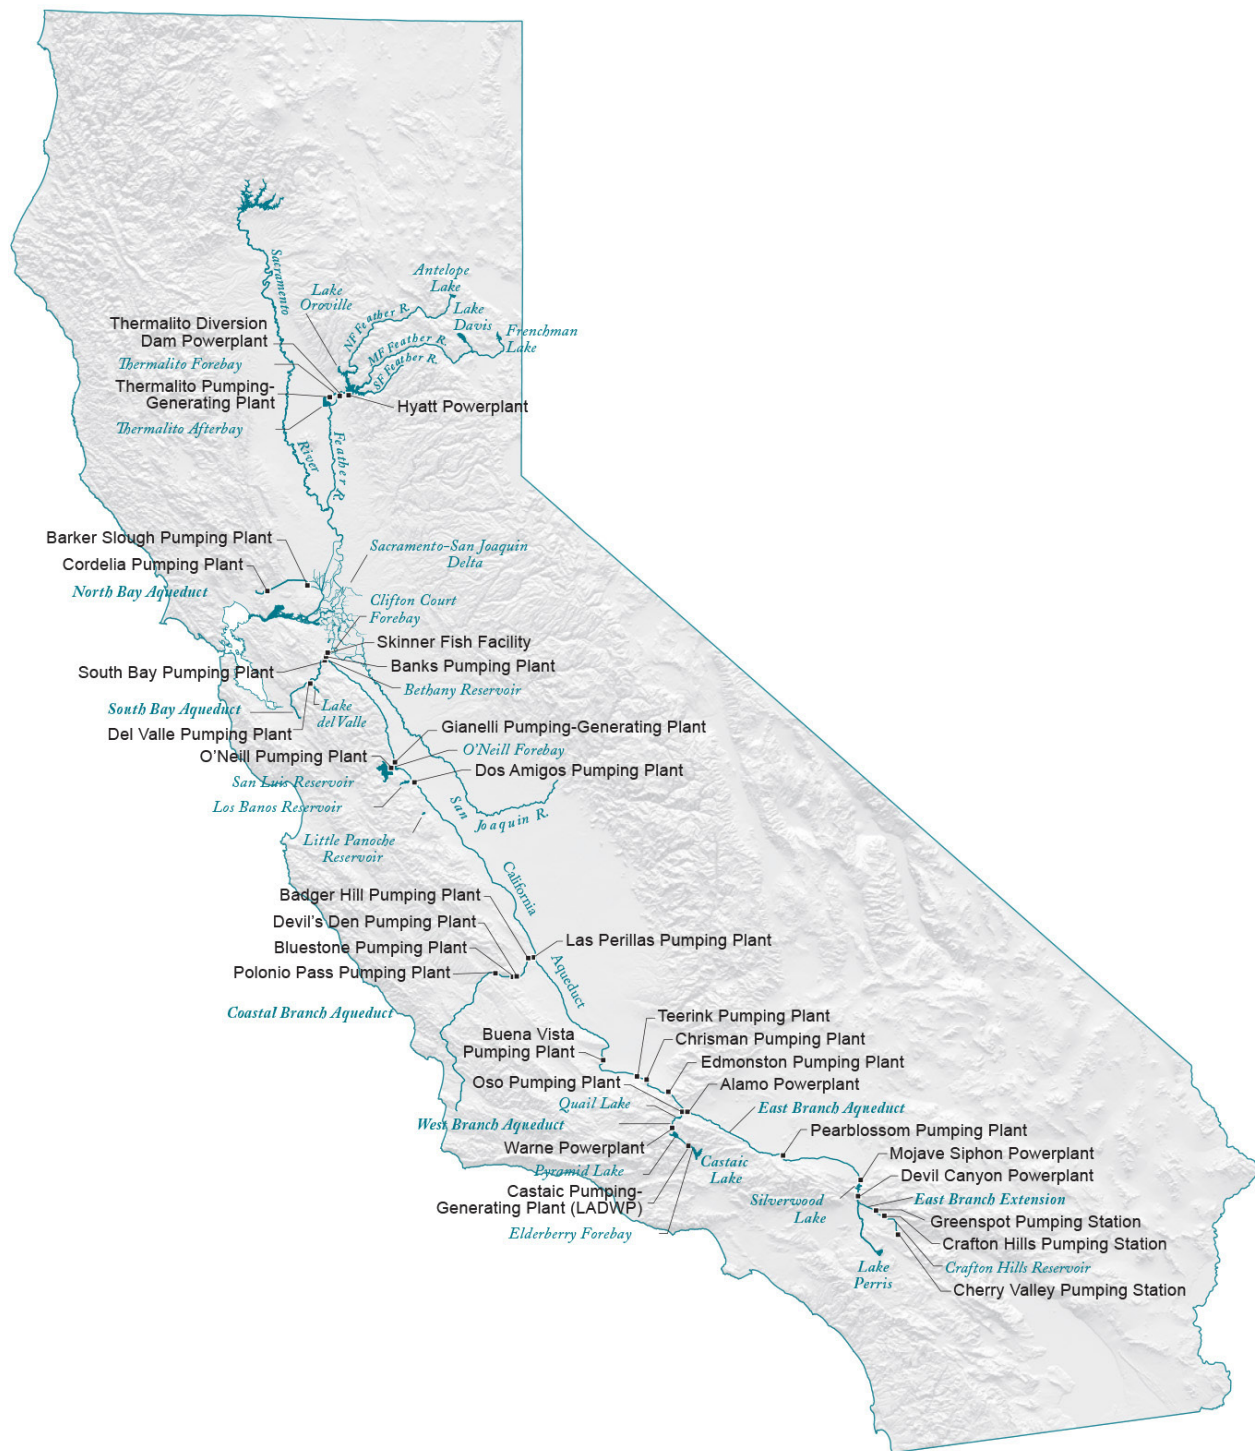 Sacramento
River
Lake
Oroville
Antelope
Lake
Lake
Davis
Frenchman
Lake
NF Feather R.
MF Feather R.
SF Feather R.
Thermalito Diversion
Dam Powerplant
Thermalito Forebay
Thermalito Pumping-
Generating Plant
Thermalito Afterbay
Hyatt Powerplant
Feather R.
Barker Slough Pumping Plant
Cordelia Pumping Plant
North Bay Aqueduct
Sacramento-San Joaquin
Delta
Clifton Court
Forebay
Skinner Fish Facility
Banks Pumping Plant
South Bay Pumping Plant
Bethany Reservoir
South Bay Aqueduct
Lake
del Valle
Del Valle Pumping Plant
Gianelli Pumping-Generating Plant
O'Neill Pumping Plant
O'Neill Forebay
Dos Amigos Pumping Plant
San Luis Reservoir
Los Banos Reservoir
San
Joaquin R.
Little Panoche
Reservoir
California
Aqueduct
Badger Hill Pumping Plant
Devil's Den Pumping Plant
Las Perillas Pumping Plant
Bluestone Pumping Plant
Polonio Pass Pumping Plant
Coastal Branch Aqueduct
Teerink Pumping Plant
Buena Vista
Pumping Plant
Chrisman Pumping Plant
Edmonston Pumping Plant
Oso Pumping Plant
Alamo Powerplant
Quail Lake
East Branch Aqueduct
West Branch Aqueduct
Pearblossom Pumping Plant
Warne Powerplant
Mojave Siphon Powerplant
Pyramid Lake
Castaic
Lake
Devil Canyon Powerplant
Castaic Pumping-
Generating Plant (LADWP)
Silverwood
Lake
East Branch Extension
Greenspot Pumping Station
Elderberry Forebay
Crafton Hills Pumping Station
Lake
Perris
Crafton Hills Reservoir
Cherry Valley Pumping Station